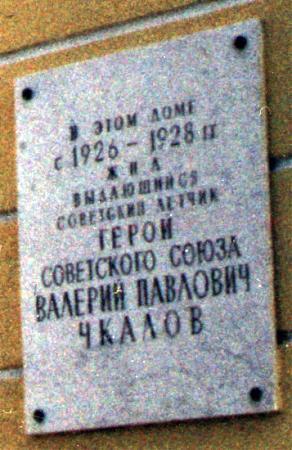 В ЭТОМ ДОМЕ
С 1926 – 1928 ГГ
ЖИЛ
ВЫДАЮЩИЙСЯ
СОВЕТСКИЙ ЛЕТЧИК
ГЕРОЙ
СОВЕТСКОГО СОЮЗА
ВАЛЕРИЙ ПАВЛОВИЧ
ЧКАЛОВ